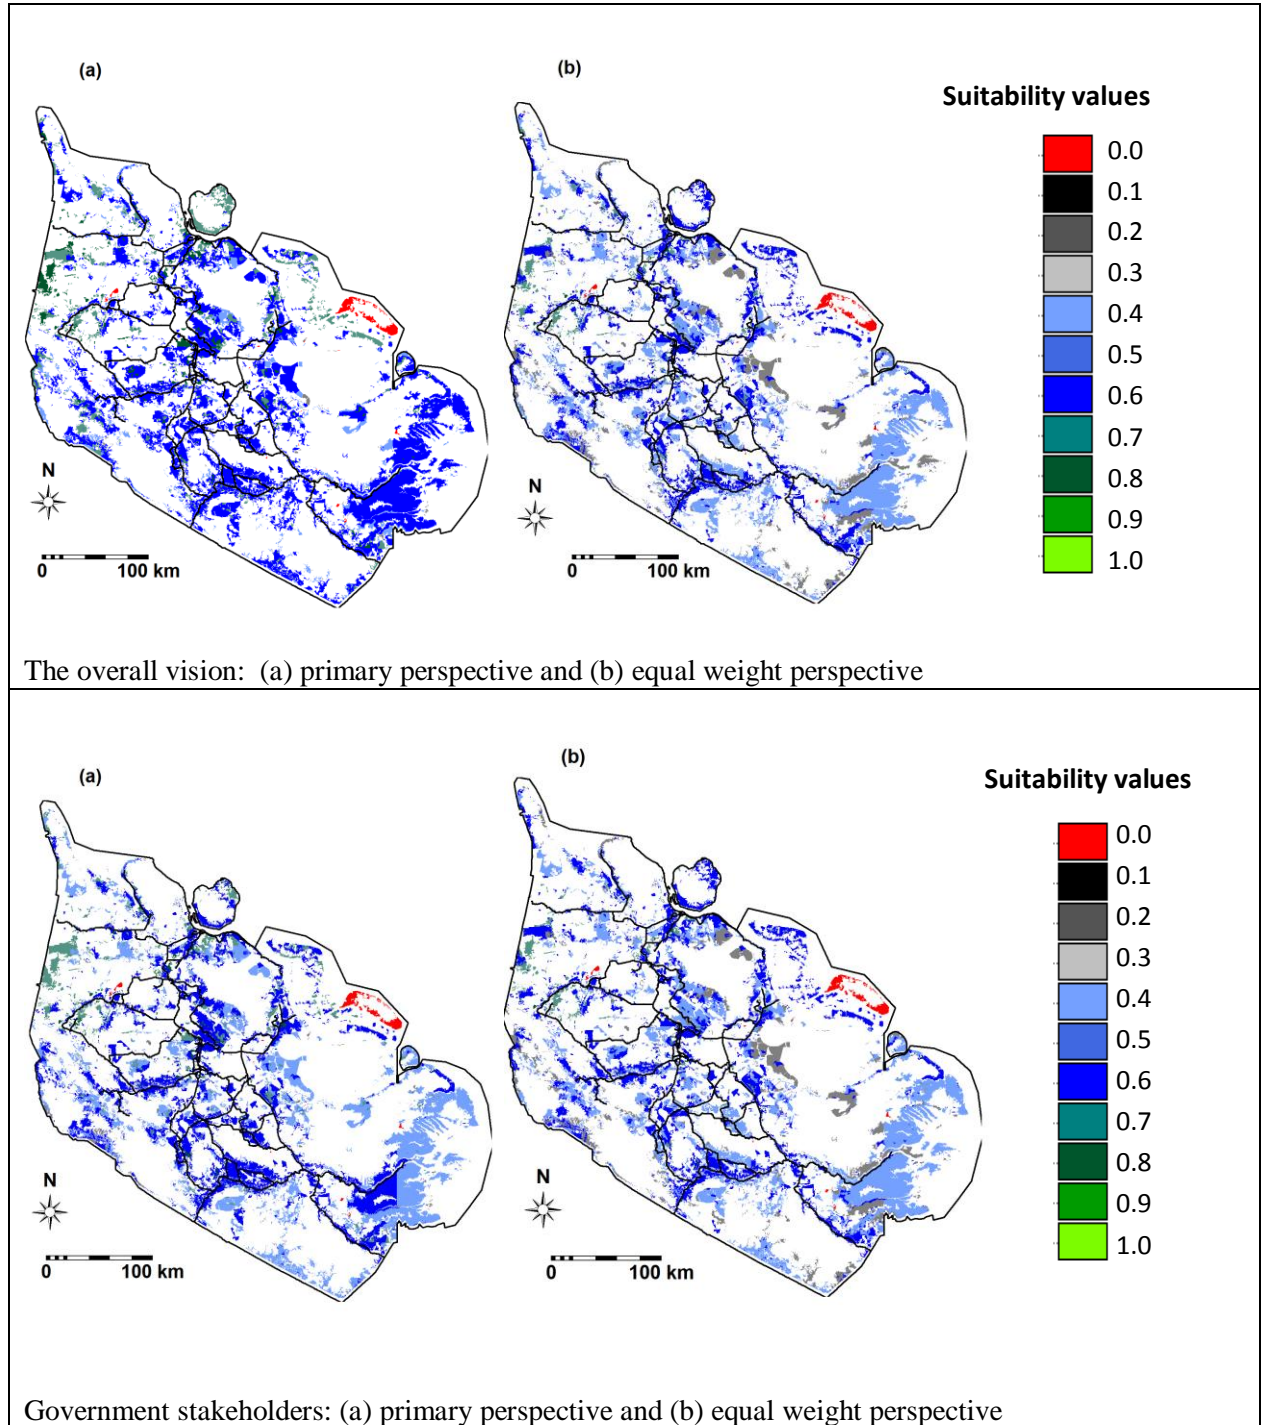 (a)
(b)
Suitability values
0.0
0.1
0.2
0.3
0.4
0.5
0.6
0.7
0.8
0.9
1.0
N
N
0 100 km
0 100 km
The overall vision: (a) primary perspective and (b) equal weight perspective
(a)
(b)
Suitability values
0.0
0.1
0.2
0.3
0.4
0.5
0.6
0.7
0.8
0.9
1.0
N
N
0 100 km
0 100 km
Government stakeholders: (a) primary perspective and (b) equal weight perspective